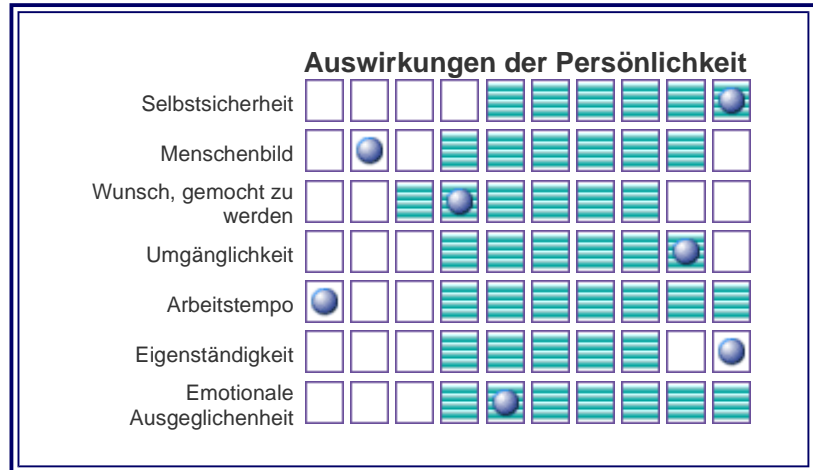 Auswirkungen der Persönlichkeit
Selbstsicherheit
Menschenbild
Wunsch, gemocht zu
werden
Umgänglichkeit
Arbeitstempo
Eigenständigkeit
Emotionale
Ausgeglichenheit